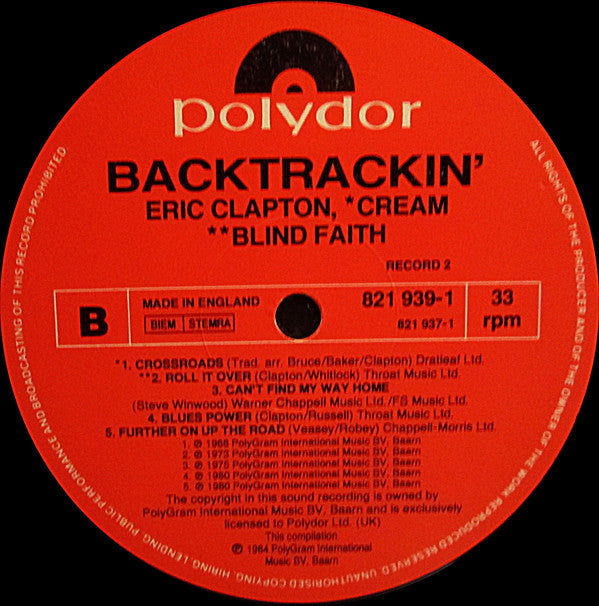 polydor
BACKTRACKIN'
ERIC CLAPTON, *CREAM
**BLIND FAITH
RECORD 2
B
MADE IN ENGLAND
BIEM STEMRA
821 939-1
821 937-1
33
rpm
*1. CROSSROADS (Trad. arr. Bruce/Baker/Clapton) Dratleaf Ltd.
**2. ROLL IT OVER (Clapton/Whitlock) Throat Music Ltd.
3. CAN'T FIND MY WAY HOME
(Steve Winwood) Warner Chappell Music Ltd./FS Music Ltd.
4. BLUES POWER (Clapton/Russell) Throat Music Ltd.
5. FURTHER ON UP THE ROAD (Veasey/Robey) Chappell-Morris Ltd.
1. ℗ 1968 PolyGram International Music BV, Baarn
2. ℗ 1973 PolyGram International Music BV, Baarn
3. ℗ 1975 PolyGram International Music BV, Baarn
4. ℗ 1980 PolyGram International Music BV, Baarn
5. ℗ 1980 PolyGram International Music BV, Baarn
The copyright in this sound recording is owned by
PolyGram International Music BV, Baarn and is exclusively
licensed to Polydor Ltd. (UK)
This compilation
℗ 1984 PolyGram International
Music BV, Baarn
ALL RIGHTS OF THE PRODUCER AND OF THE OWNER OF THE WORK REPRODUCED RESERVED UNAUTHORISED COPYING, HIRING, LENDING, PUBLIC PERFORMANCE AND BROADCASTING OF THIS RECORD PROHIBITED.